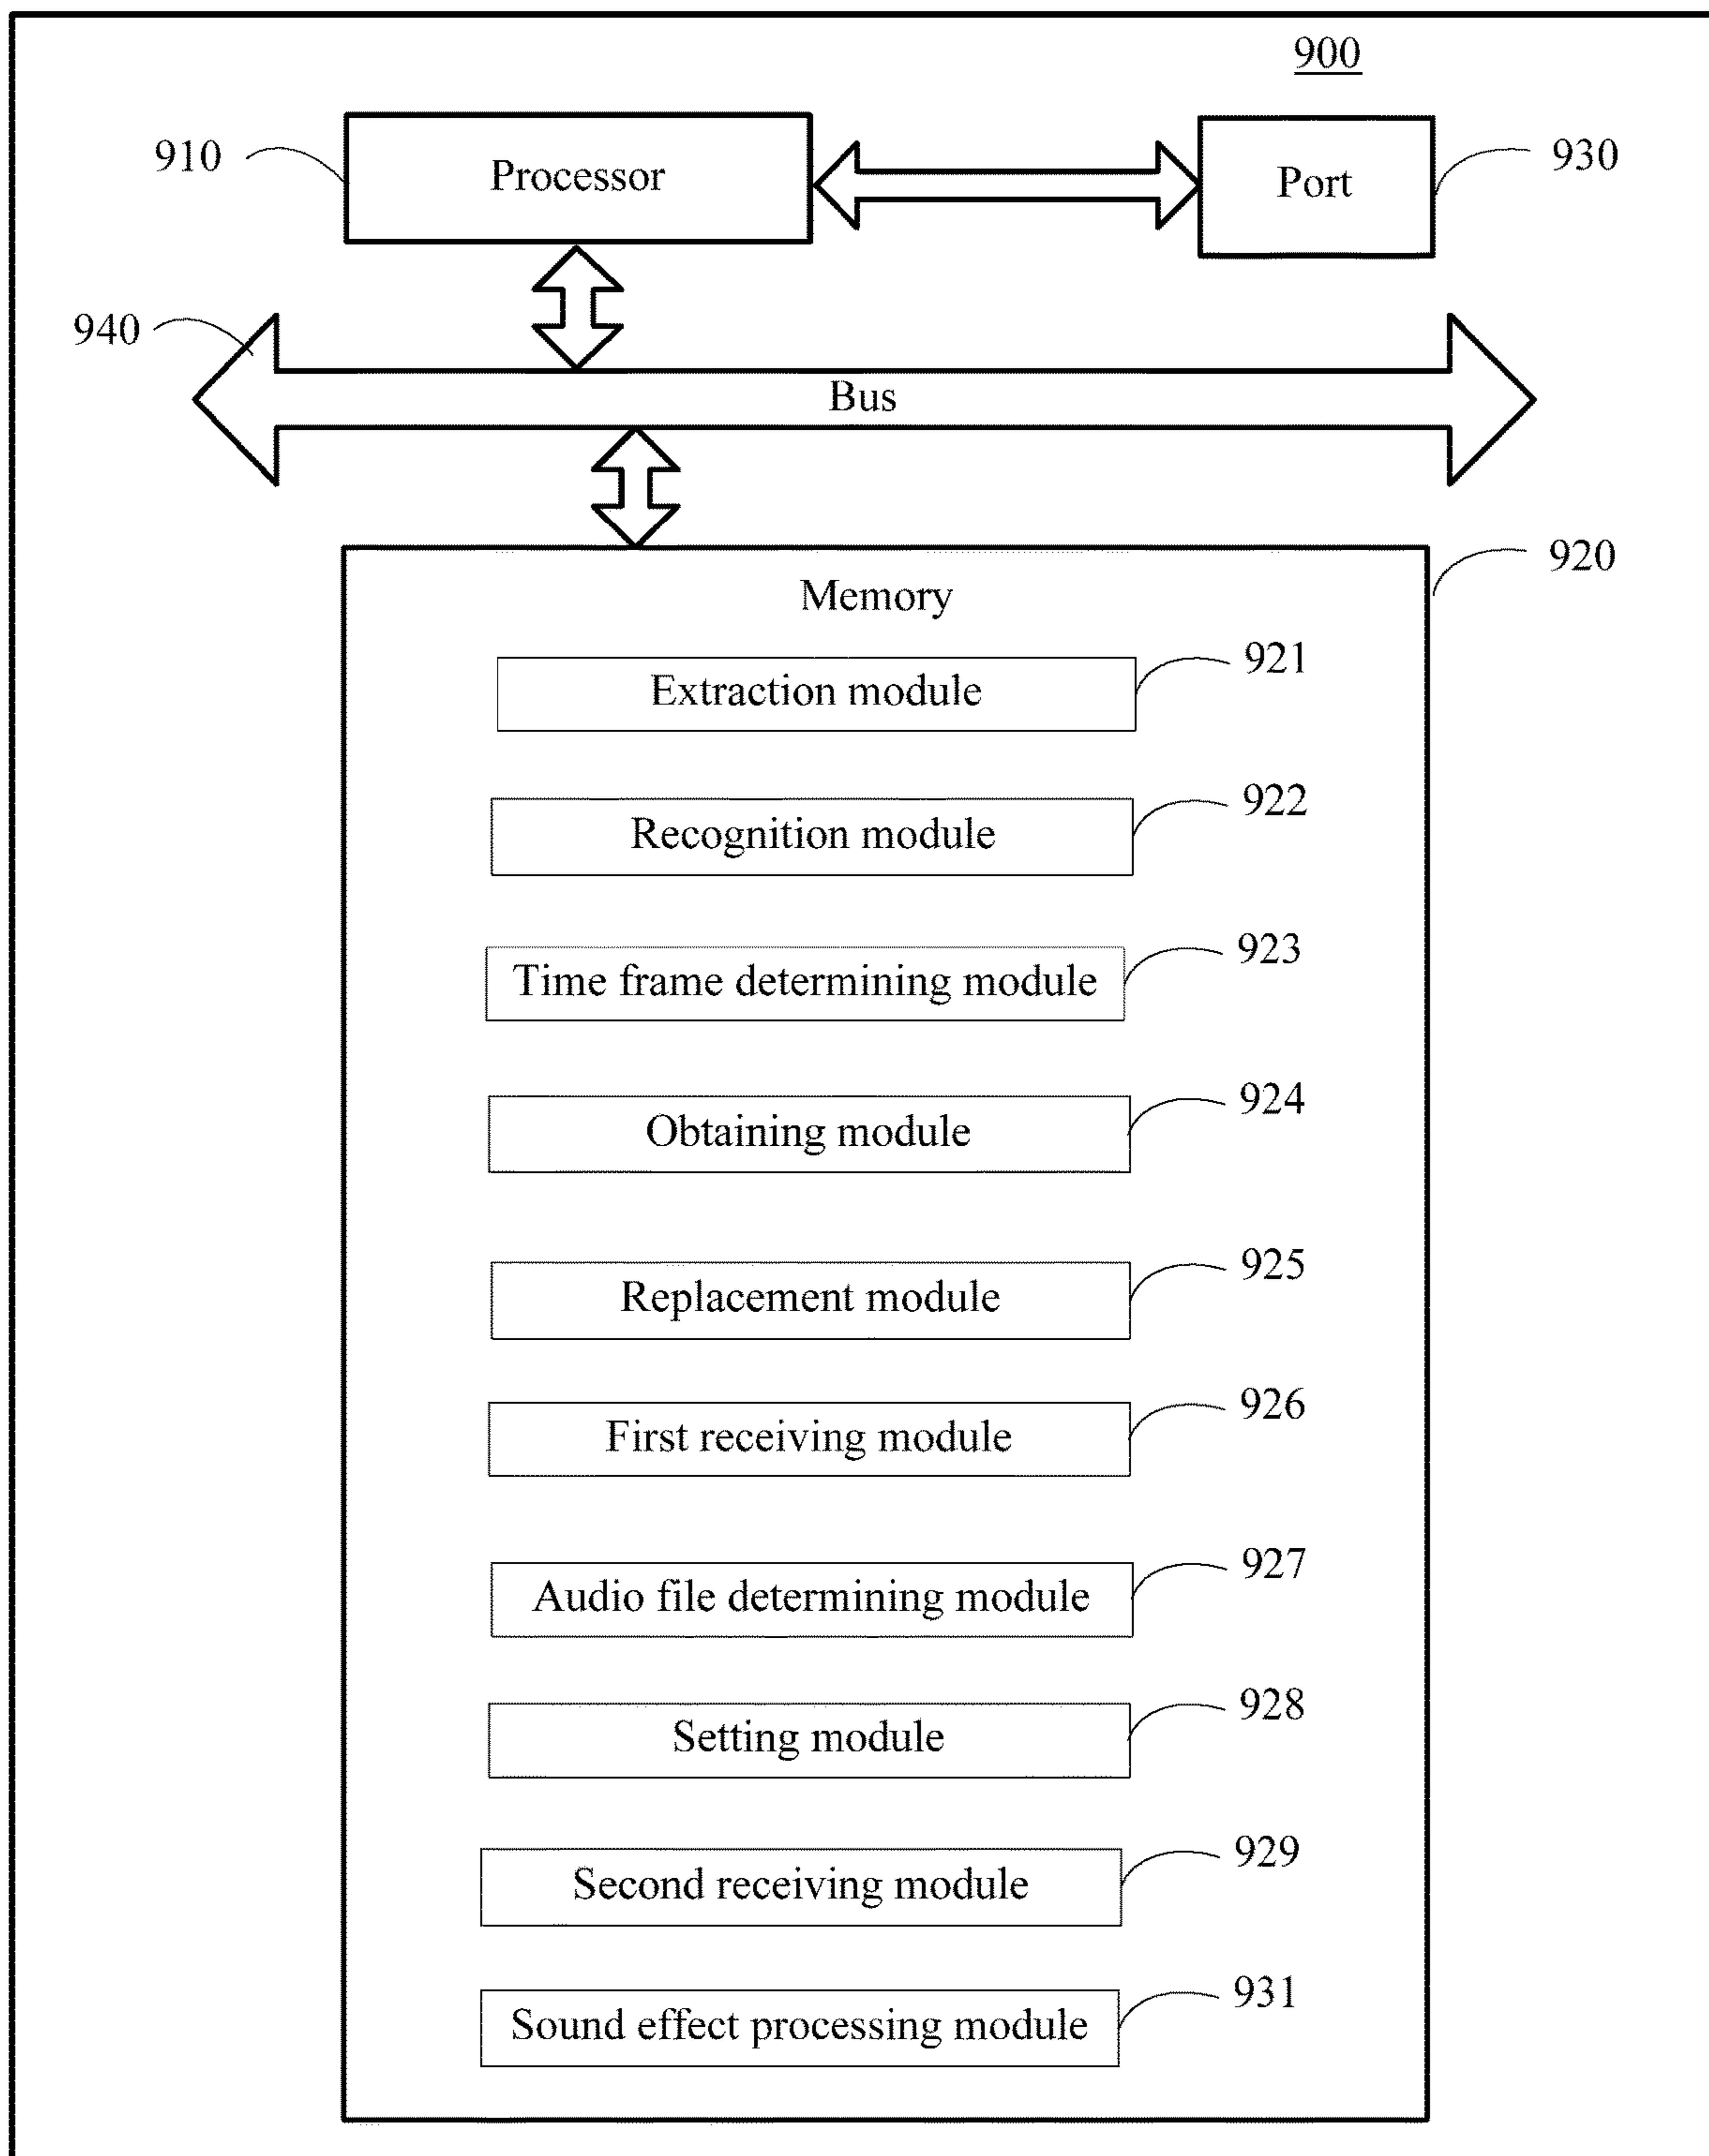 900
910
Processor
Port
930
940
Bus
920
Memory
Extraction module
921
Recognition module
922
Time frame determining module
923
Obtaining module
924
Replacement module
925
First receiving module
926
Audio file determining module
927
Setting module
928
Second receiving module
929
Sound effect processing module
931